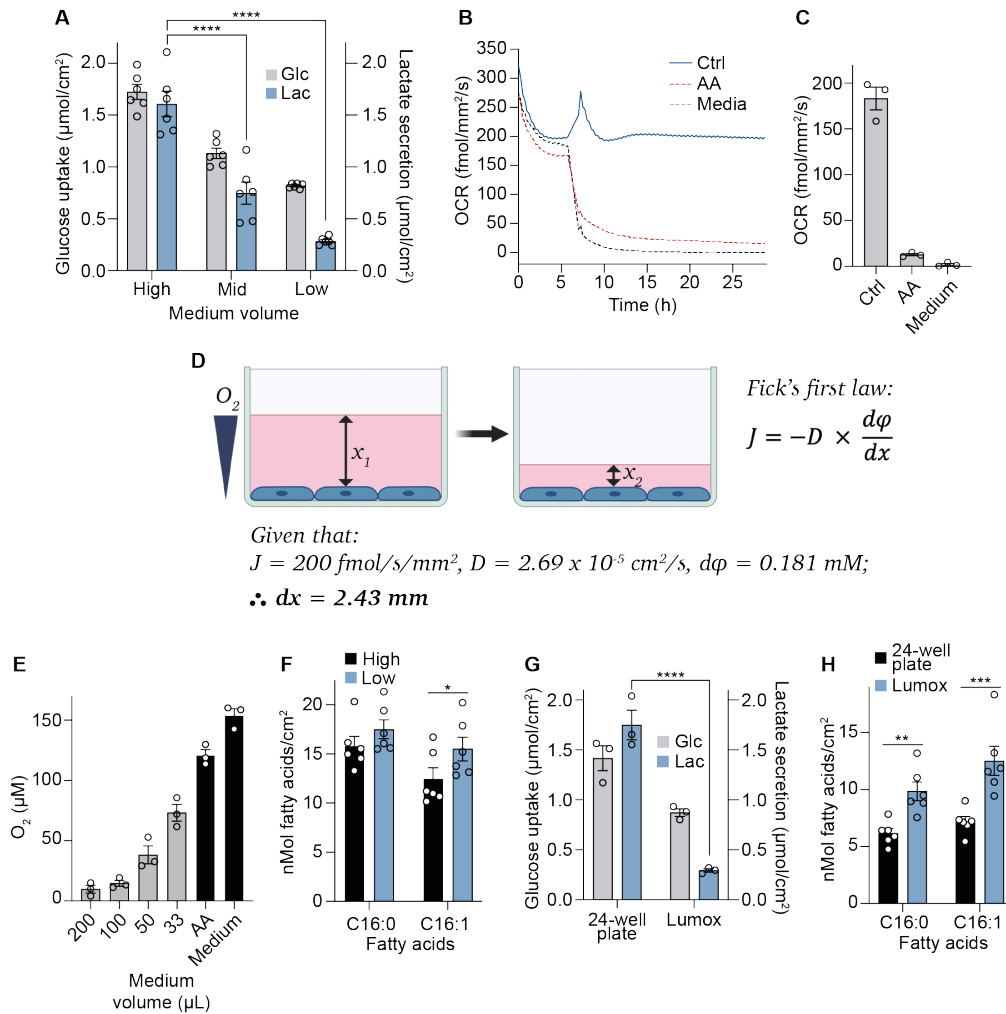 A
****
****
Glucose uptake (µmol/cm²)
2.0
1.5
1.0
0.5
0.0
Glc
Lac
2.0
1.5
1.0
0.5
0.0
Lactate secretion (µmol/cm²)
High Mid Low
Medium volume
B
OCR (fmol/mm²/s)
350
300
250
200
150
100
50
0
Ctrl
AA
Media
0 5 10 15 20 25
Time (h)
C
OCR (fmol/mm²/s)
200
150
100
50
0
Ctrl
AA
Medium
D
O₂
x₁
x₂
Fick's first law:
J = −D × dφ/dx
Given that:
J = 200 fmol/s/mm², D = 2.69 x 10⁻⁵ cm²/s, dφ = 0.181 mM;
∴ dx = 2.43 mm
E
O₂ (µM)
150
100
50
0
200
100
50
33
AA
Medium
Medium
volume (µL)
F
High
Low
nMol fatty acids/cm²
20
15
10
5
0
*
C16:0 C16:1
Fatty acids
G
****
Glucose uptake (µmol/cm²)
2.0
1.5
1.0
0.5
0.0
Glc
Lac
2.0
1.5
1.0
0.5
0.0
Lactate secretion (µmol/cm²)
24-well
plate
Lumox
H
24-well
plate
Lumox
nMol fatty acids/cm²
15
10
5
0
**
***
C16:0 C16:1
Fatty acids